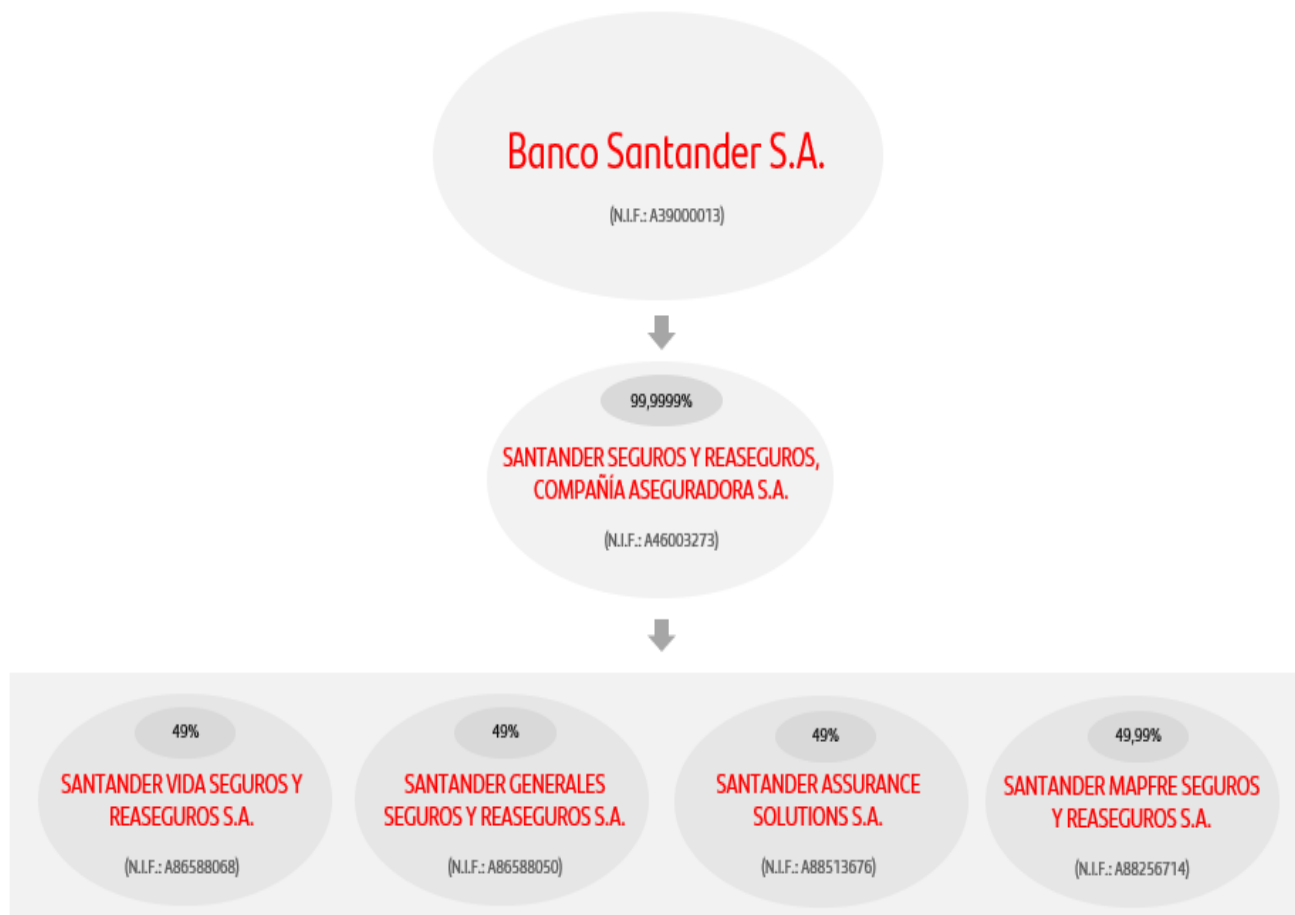 Banco Santander S.A.
(N.I.F.: A39000013)
99,9999%
SANTANDER SEGUROS Y REASEGUROS,
COMPAÑÍA ASEGURADORA S.A.
(N.I.F.: A46003273)
49%
SANTANDER VIDA SEGUROS Y
REASEGUROS S.A.
(N.I.F.: A86588068)
49%
SANTANDER GENERALES
SEGUROS Y REASEGUROS S.A.
(N.I.F.: A86588050)
49%
SANTANDER ASSURANCE
SOLUTIONS S.A.
(N.I.F.: A88513676)
49,99%
SANTANDER MAPFRE SEGUROS
Y REASEGUROS S.A.
(N.I.F.: A88256714)